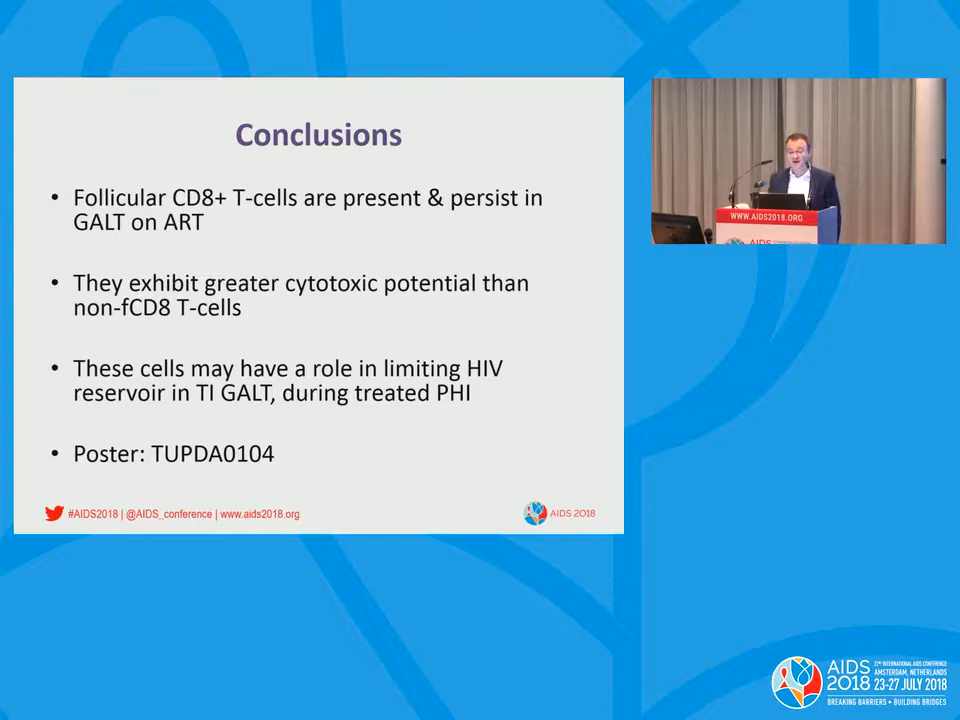 Conclusions
• Follicular CD8+ T-cells are present & persist in
GALT on ART
• They exhibit greater cytotoxic potential than
non-fCD8 T-cells
• These cells may have a role in limiting HIV
reservoir in TI GALT, during treated PHI
• Poster: TUPDA0104
#AIDS2018 | @AIDS_conference | www.aids2018.org
AIDS 2018
WWW.AIDS2018.ORG
AIDS
AIDS
2018
22ND INTERNATIONAL AIDS CONFERENCE
AMSTERDAM, NETHERLANDS
23-27 JULY 2018
BREAKING BARRIERS • BUILDING BRIDGES